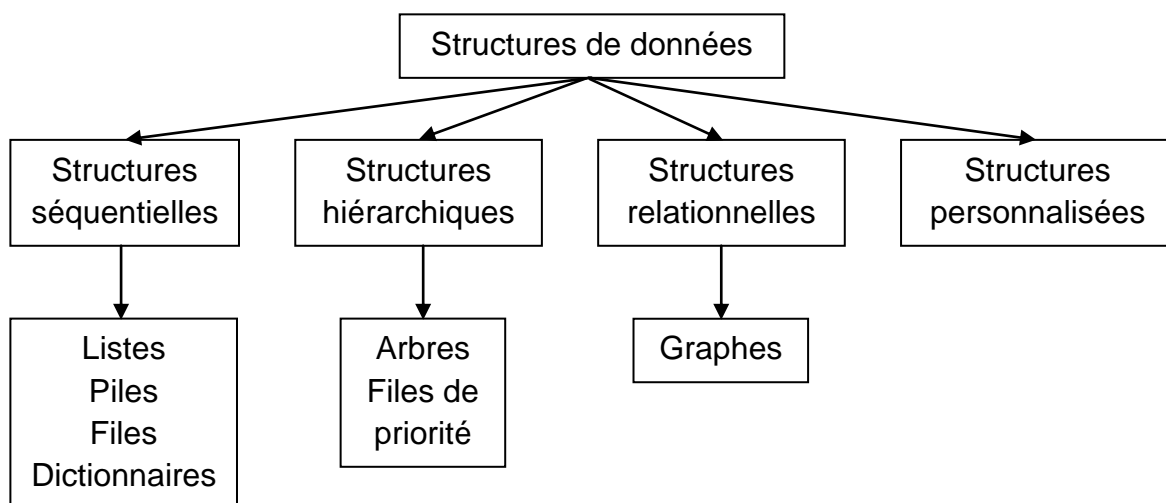 Structures de données
Structures
séquentielles
Structures
hiérarchiques
Structures
relationnelles
Structures
personnalisées
Listes
Piles
Files
Dictionnaires
Arbres
Files de
priorité
Graphes